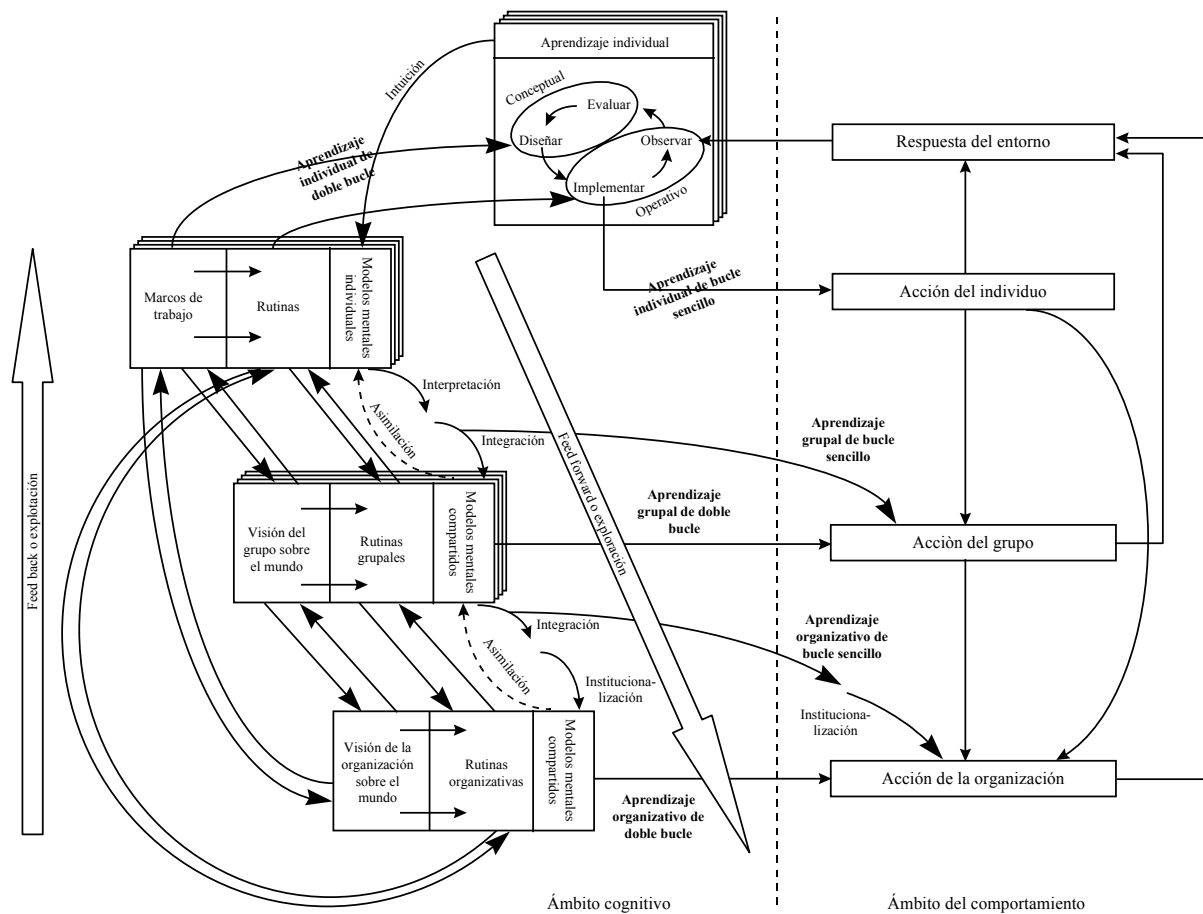 Aprendizaje individual
Conceptual
Evaluar
Diseñar
Observar
Implementar
Operativo
Intuición
Aprendizaje
individual de
doble bucle
Respuesta del entorno
Aprendizaje
individual de bucle
sencillo
Acción del individuo
Marcos de
trabajo
Rutinas
Modelos mentales
individuales
Interpretación
Asimilación
Integración
Feed forward o exploración
Feed back o explotación
Aprendizaje
grupal de bucle
sencillo
Visión del
grupo sobre
el mundo
Rutinas
grupales
Modelos mentales
compartidos
Aprendizaje
grupal de doble
bucle
Acciòn del grupo
Integración
Asimilación
Instituciona-
lización
Aprendizaje
organizativo de
bucle sencillo
Instituciona-
lización
Visión de la
organización
sobre el
mundo
Rutinas
organizativas
Modelos mentales
compartidos
Aprendizaje
organizativo de
doble bucle
Acción de la organización
Ámbito cognitivo
Ámbito del comportamiento